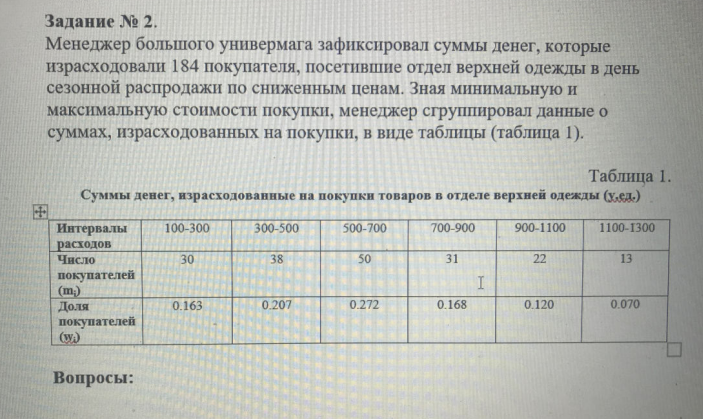 Задание № 2.
Менеджер большого универмага зафиксировал суммы денег, которые
израсходовали 184 покупателя, посетившие отдел верхней одежды в день
сезонной распродажи по сниженным ценам. Зная минимальную и
максимальную стоимости покупки, менеджер сгруппировал данные о
суммах, израсходованных на покупки, в виде таблицы (таблица 1).
Таблица 1.
Суммы денег, израсходованные на покупки товаров в отделе верхней одежды (у.ед.)
Интервалы расходов 100-300 300-500 500-700 700-900 900-1100 1100-1300
Число покупателей (mᵢ) 30 38 50 31 22 13
Доля покупателей (wᵢ) 0.163 0.207 0.272 0.168 0.120 0.070
Вопросы: